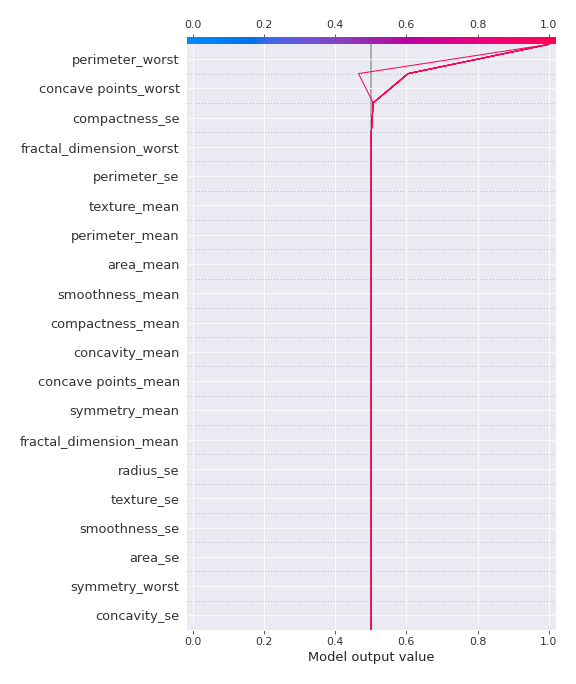 0.0 0.2 0.4 0.6 0.8 1.0
perimeter_worst
concave points_worst
compactness_se
fractal_dimension_worst
perimeter_se
texture_mean
perimeter_mean
area_mean
smoothness_mean
compactness_mean
concavity_mean
concave points_mean
symmetry_mean
fractal_dimension_mean
radius_se
texture_se
smoothness_se
area_se
symmetry_worst
concavity_se
0.0 0.2 0.4 0.6 0.8 1.0
Model output value